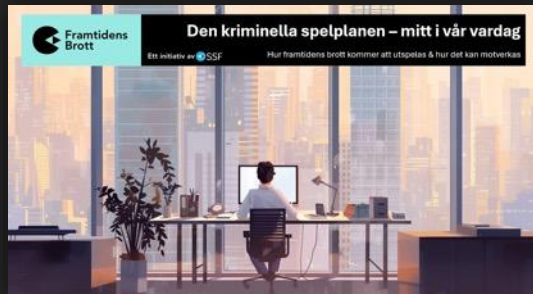 Framtidens
Brott
Den kriminella spelplanen – mitt i vår vardag
Ett initiativ av SSF
Hur framtidens brott kommer att utspelas & hur det kan motverkas